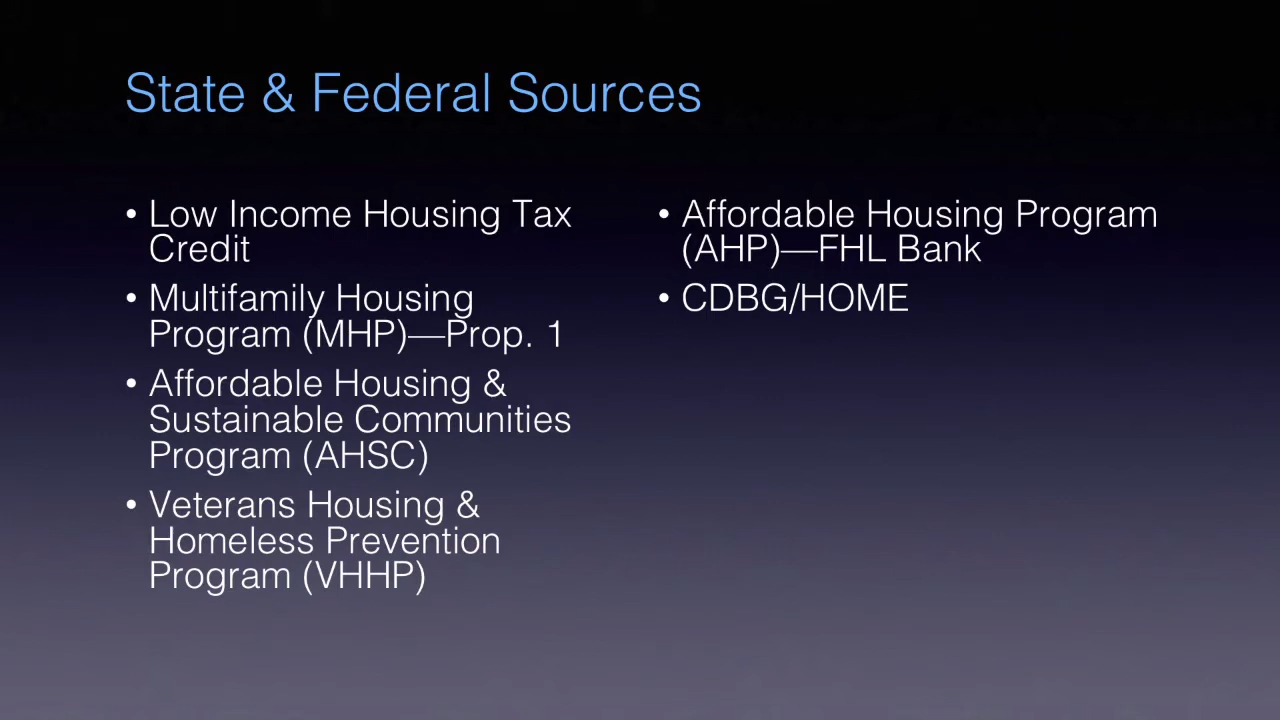 State & Federal Sources
• Low Income Housing Tax
Credit
• Multifamily Housing
Program (MHP)—Prop. 1
• Affordable Housing &
Sustainable Communities
Program (AHSC)
• Veterans Housing &
Homeless Prevention
Program (VHHP)
• Affordable Housing Program
(AHP)—FHL Bank
• CDBG/HOME